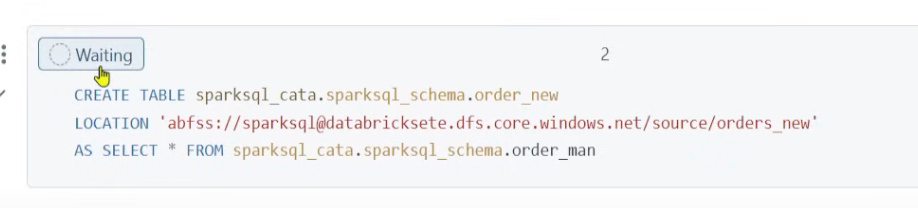 Waiting
2
CREATE TABLE sparksql_cata.sparksql_schema.order_new
LOCATION 'abfss://sparksql@databricksete.dfs.core.windows.net/source/orders_new'
AS SELECT * FROM sparksql_cata.sparksql_schema.order_man